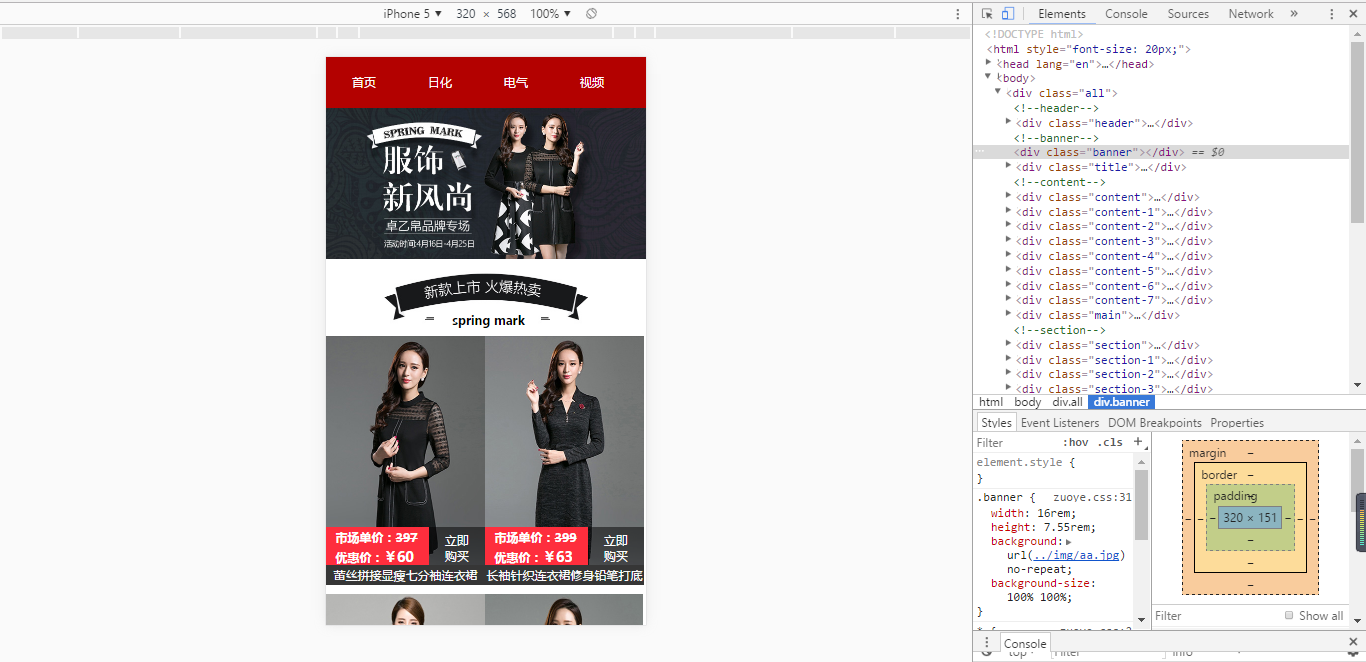 iPhone 5 ▼ 320 × 568 100% ▼
首页 日化 电气 视频
SPRING MARK
服饰
新风尚
卓乙帛品牌专场
活动时间:4月16日-4月25日
新款上市 火爆热卖
spring mark
市场单价：397
优惠价：￥60
立即
购买
蕾丝拼接显瘦七分袖连衣裙
市场单价：399
优惠价：￥63
立即
购买
长袖针织连衣裙修身铅笔打底
Elements Console Sources Network »
<!DOCTYPE html>
<html style="font-size: 20px;">
<head lang="en">…</head>
<body>
<div class="all">
<!--header-->
<div class="header">…</div>
<!--banner-->
<div class="banner"></div> == $0
<div class="title">…</div>
<!--content-->
<div class="content">…</div>
<div class="content-1">…</div>
<div class="content-2">…</div>
<div class="content-3">…</div>
<div class="content-4">…</div>
<div class="content-5">…</div>
<div class="content-6">…</div>
<div class="content-7">…</div>
<div class="main">…</div>
<!--section-->
<div class="section">…</div>
<div class="section-1">…</div>
<div class="section-2">…</div>
<div class="section-3">…</div>
html body div.all div.banner
Styles Event Listeners DOM Breakpoints Properties
Filter :hov .cls +
element.style {
}
.banner { zuoye.css:31
width: 16rem;
height: 7.55rem;
background:
url(../img/aa.jpg)
no-repeat;
background-size:
100% 100%;
}
margin –
border –
padding –
320 × 151
Filter Show all
Console
top Filter Info